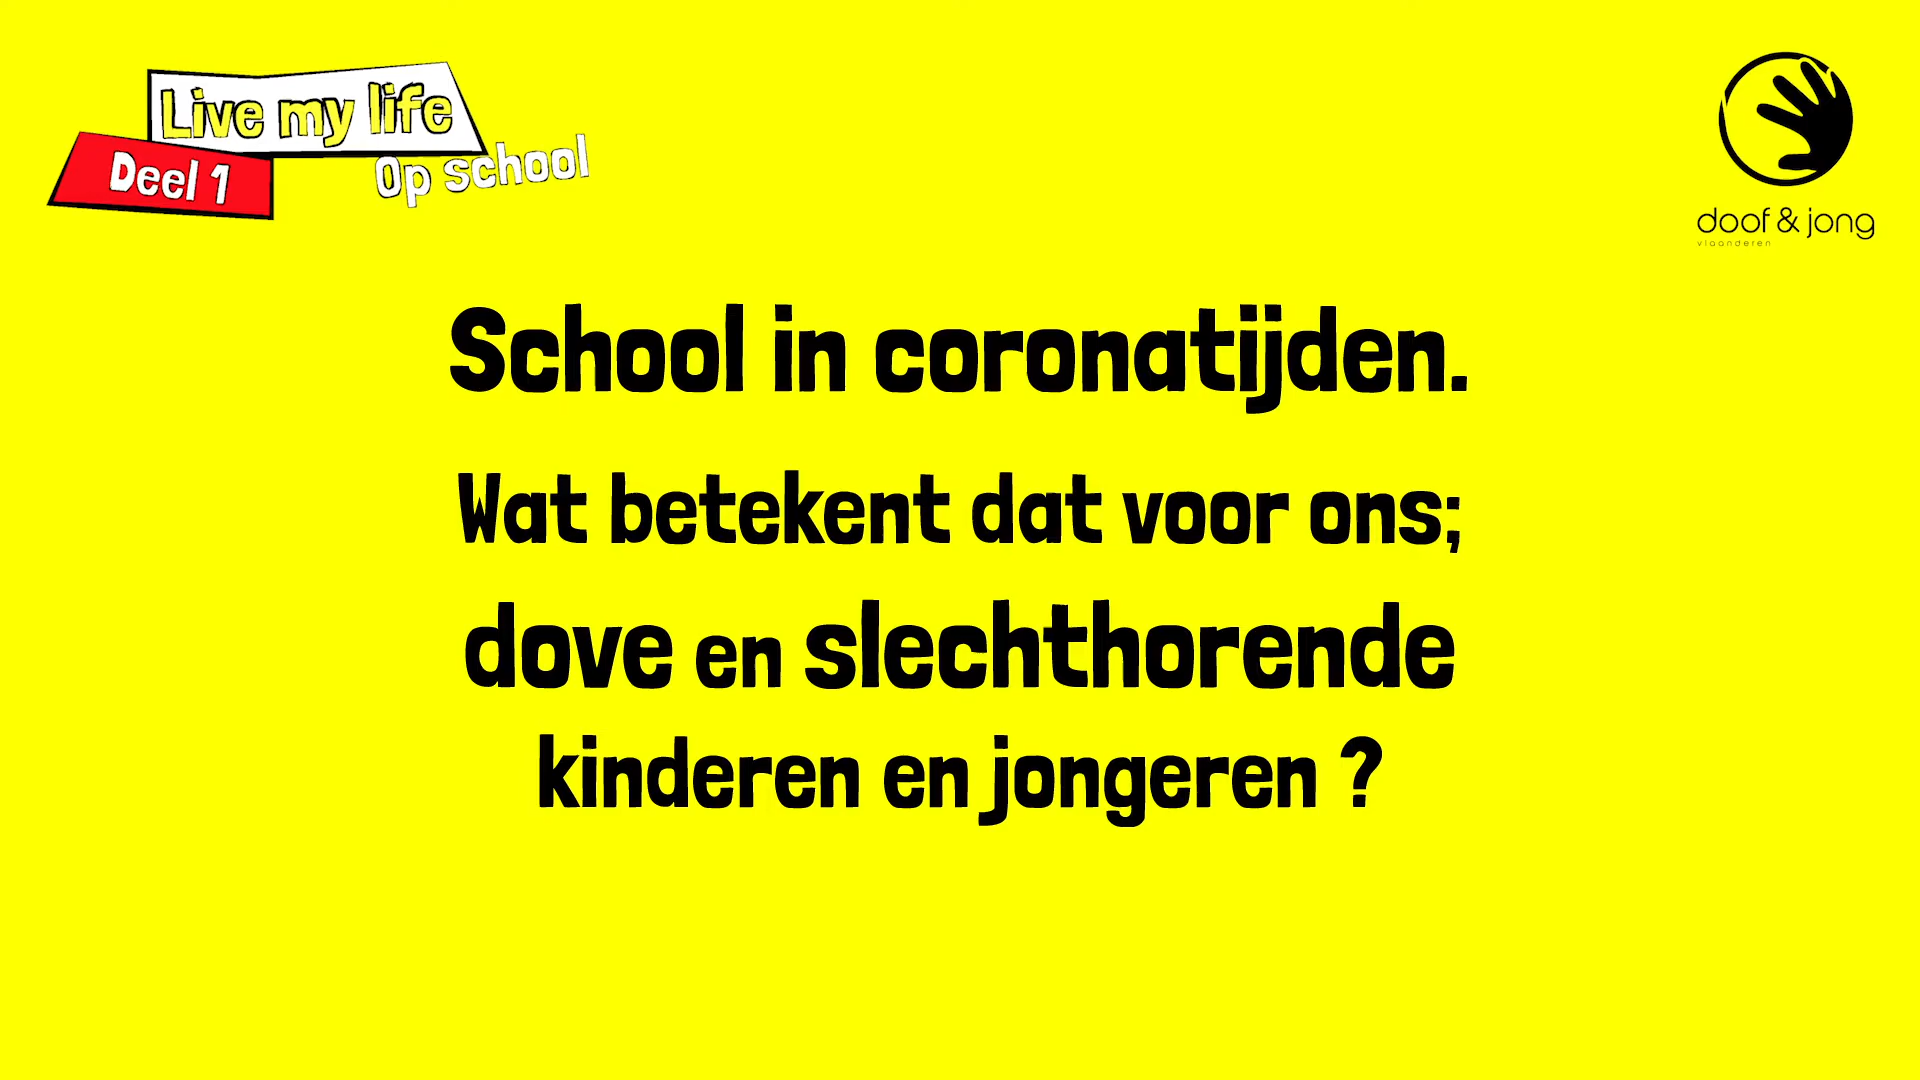 Live my life
Deel 1
Op school
doof & jong
vlaanderen
School in coronatijden.
Wat betekent dat voor ons;
dove en slechthorende
kinderen en jongeren ?